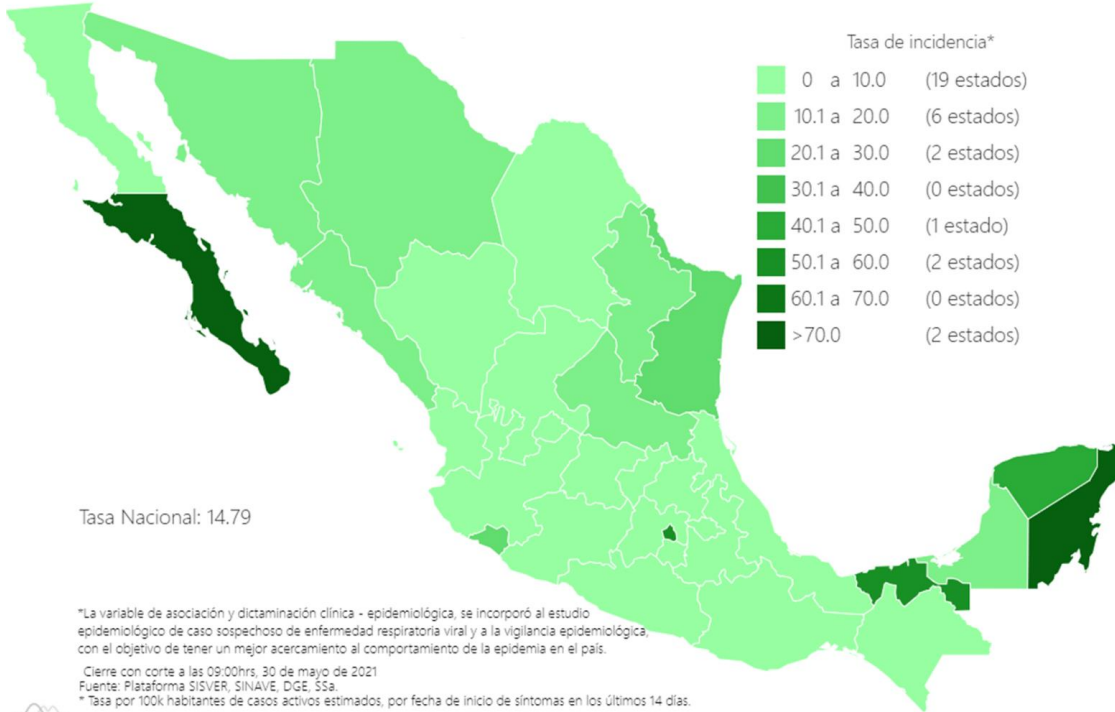 Tasa de incidencia*
0 a 10.0 (19 estados)
10.1 a 20.0 (6 estados)
20.1 a 30.0 (2 estados)
30.1 a 40.0 (0 estados)
40.1 a 50.0 (1 estado)
50.1 a 60.0 (2 estados)
60.1 a 70.0 (0 estados)
>70.0 (2 estados)
Tasa Nacional: 14.79
*La variable de asociación y dictaminación clínica - epidemiológica, se incorporó al estudio
epidemiológico de caso sospechoso de enfermedad respiratoria viral y a la vigilancia epidemiológica,
con el objetivo de tener un mejor acercamiento al comportamiento de la epidemia en el país.
Cierre con corte a las 09:00hrs, 30 de mayo de 2021
Fuente: Plataforma SISVER, SINAVE, DGE, SSa.
* Tasa por 100k habitantes de casos activos estimados, por fecha de inicio de síntomas en los últimos 14 días.